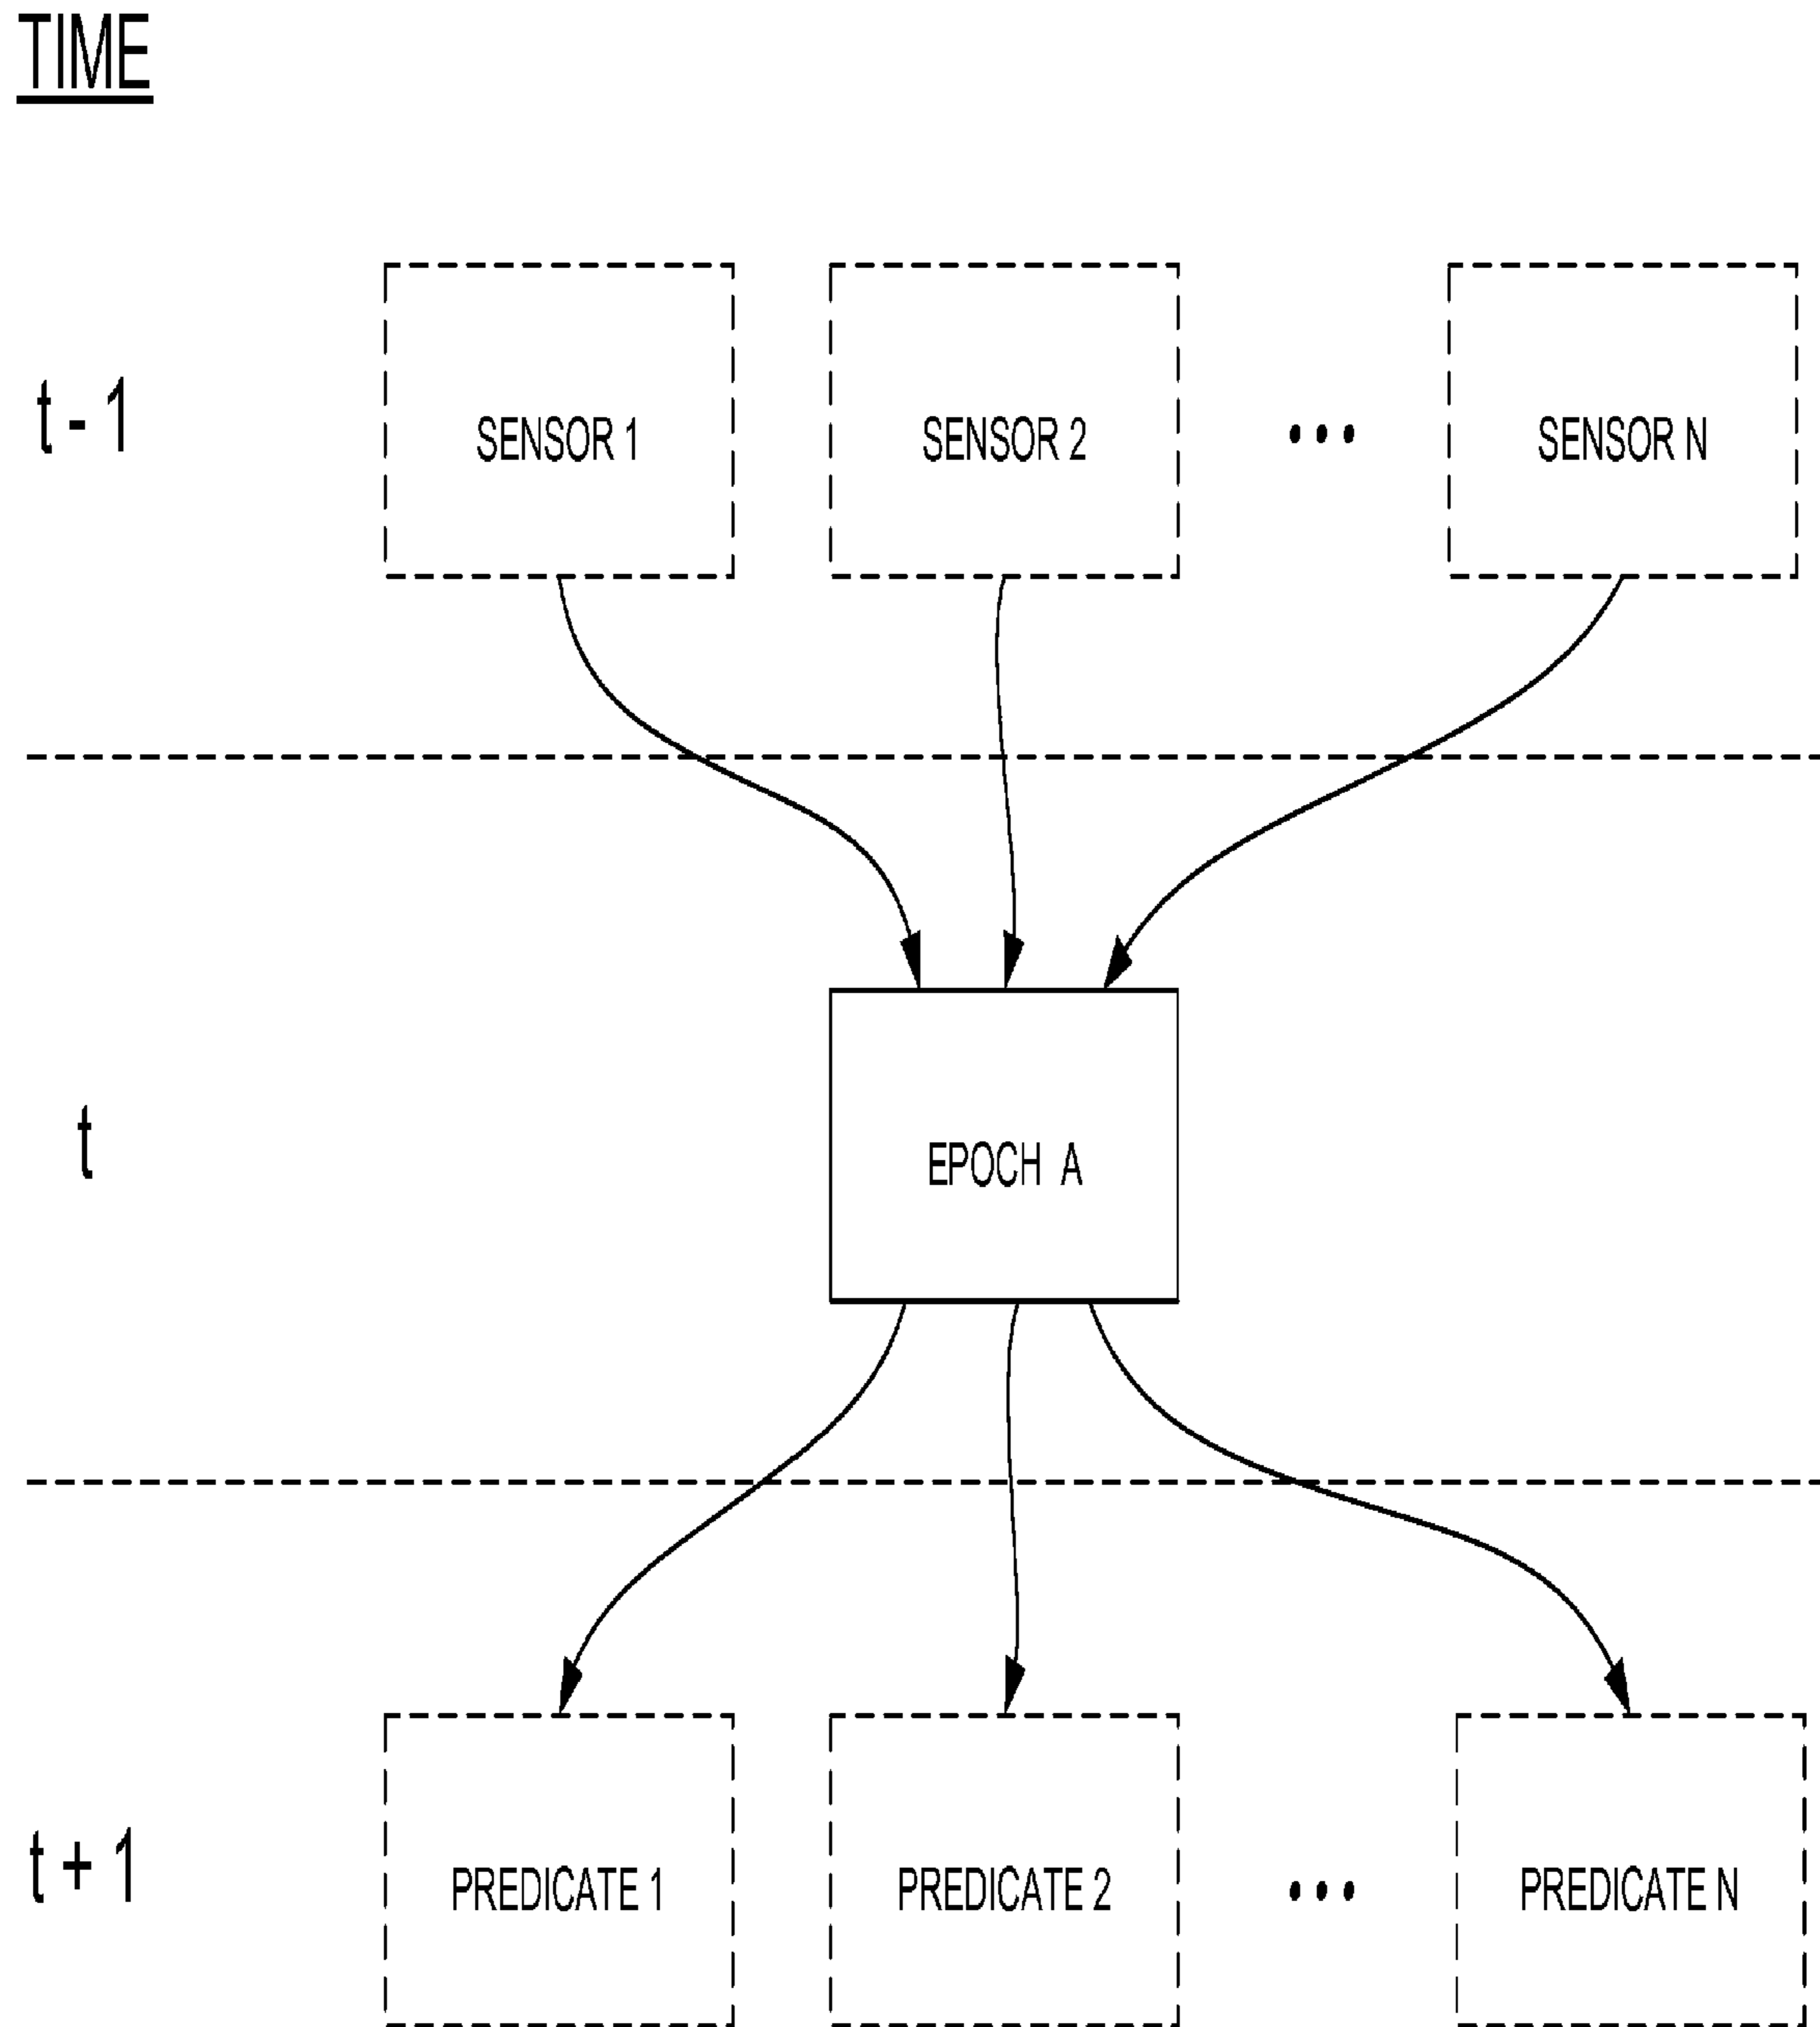 TIME
t - 1
SENSOR 1
SENSOR 2
•••
SENSOR N
t
EPOCH A
t + 1
PREDICATE 1
PREDICATE 2
•••
PREDICATE N